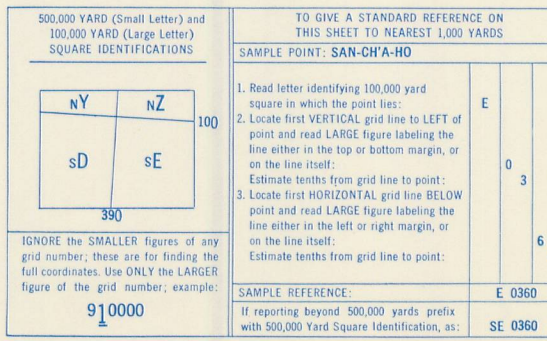 500,000 YARD (Small Letter) and
100,000 YARD (Large Letter)
SQUARE IDENTIFICATIONS
NY NZ
100
SD SE
390
IGNORE the SMALLER figures of any
grid number; these are for finding the
full coordinates. Use ONLY the LARGER
figure of the grid number; example:
910000
TO GIVE A STANDARD REFERENCE ON
THIS SHEET TO NEAREST 1,000 YARDS
SAMPLE POINT: SAN-CH'A-HO
1. Read letter identifying 100,000 yard
square in which the point lies: E
2. Locate first VERTICAL grid line to LEFT of
point and read LARGE figure labeling the
line either in the top or bottom margin, or
on the line itself: 0
Estimate tenths from grid line to point: 3
3. Locate first HORIZONTAL grid line BELOW
point and read LARGE figure labeling the
line either in the left or right margin, or
on the line itself: 6
Estimate tenths from grid line to point:
SAMPLE REFERENCE: E 0360
If reporting beyond 500,000 yards prefix
with 500,000 Yard Square Identification, as: SE 0360